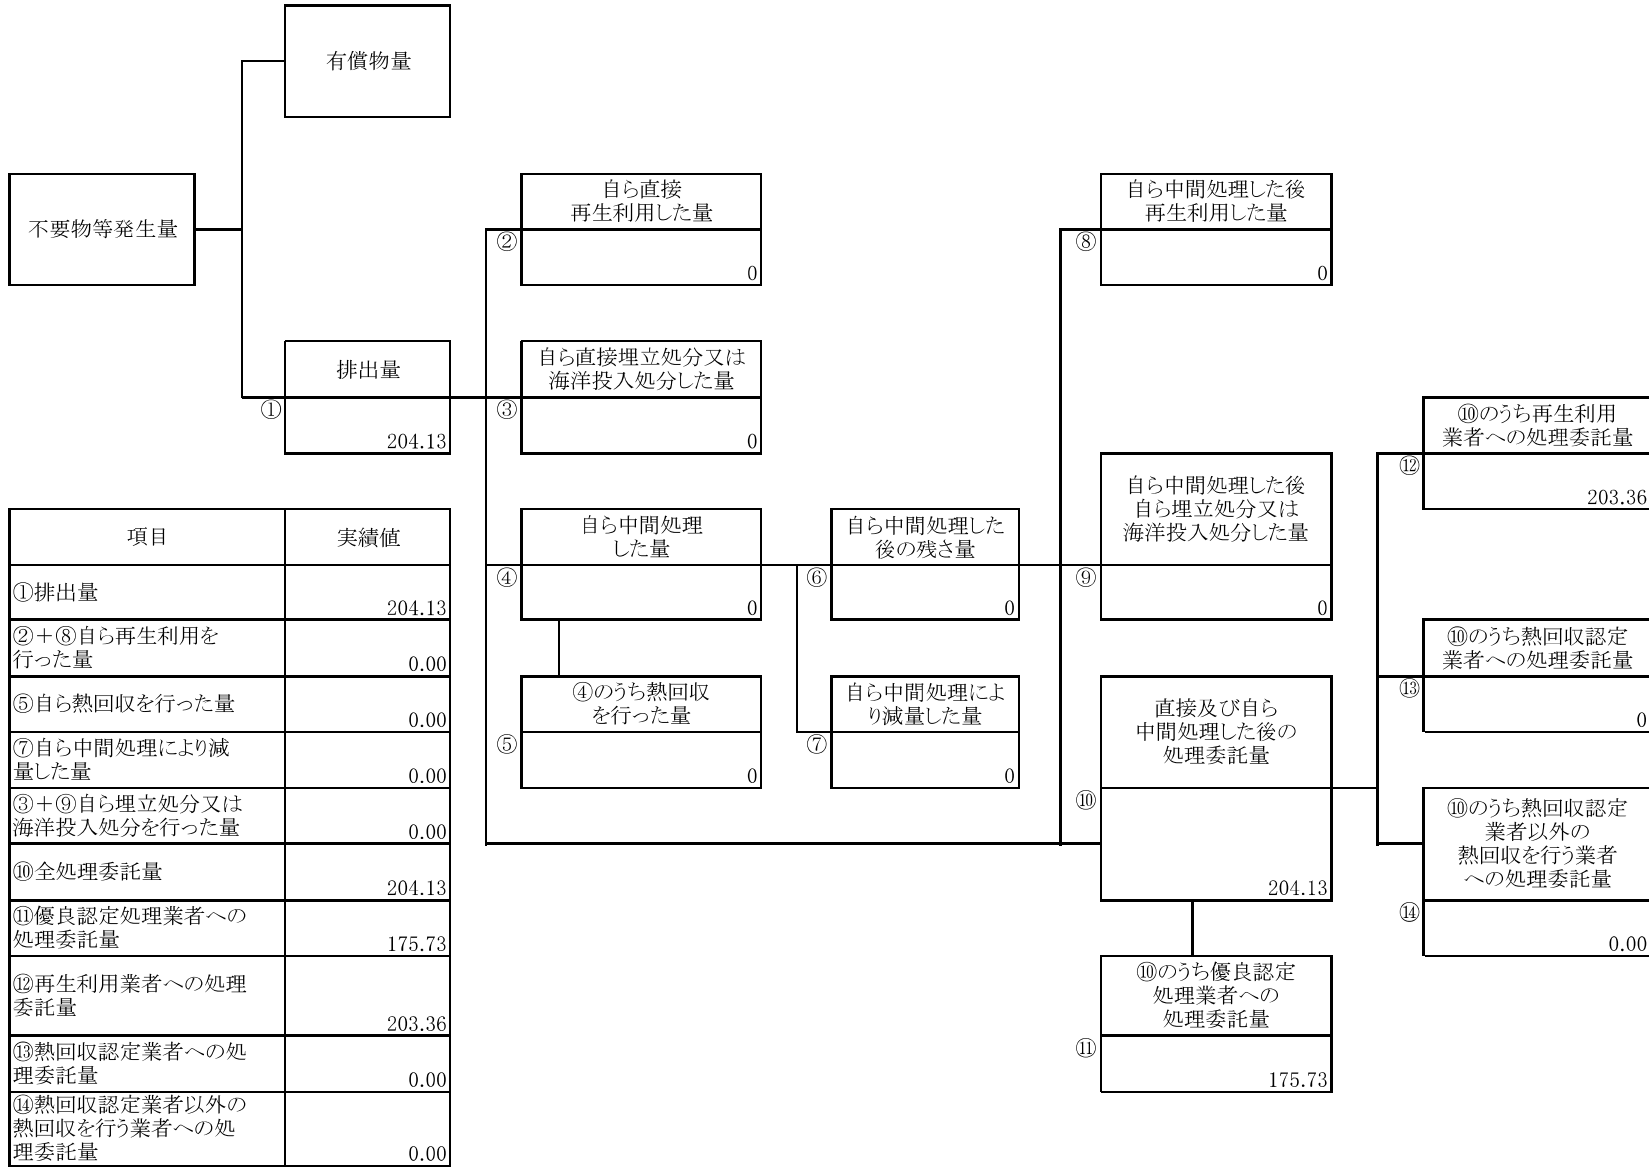 有償物量
不要物等発生量
排出量
①
204.13
自ら直接
再生利用した量
②
0
自ら直接埋立処分又は
海洋投入処分した量
③
0
自ら中間処理
した量
④
0
④のうち熱回収
を行った量
⑤
0
自ら中間処理した
後の残さ量
⑥
0
自ら中間処理によ
り減量した量
⑦
0
自ら中間処理した後
再生利用した量
⑧
0
自ら中間処理した後
自ら埋立処分又は
海洋投入処分した量
⑨
0
直接及び自ら
中間処理した後の
処理委託量
⑩
204.13
⑩のうち優良認定
処理業者への
処理委託量
⑪
175.73
⑩のうち再生利用
業者への処理委託量
⑫
203.36
⑩のうち熱回収認定
業者への処理委託量
⑬
0
⑩のうち熱回収認定
業者以外の
熱回収を行う業者
への処理委託量
⑭
0.00
項目 実績値
①排出量
204.13
②+⑧自ら再生利用を
行った量
0.00
⑤自ら熱回収を行った量
0.00
⑦自ら中間処理により減
量した量
0.00
③+⑨自ら埋立処分又は
海洋投入処分を行った量
0.00
⑩全処理委託量
204.13
⑪優良認定処理業者への
処理委託量
175.73
⑫再生利用業者への処理
委託量
203.36
⑬熱回収認定業者への処
理委託量
0.00
⑭熱回収認定業者以外の
熱回収を行う業者への処
理委託量
0.00